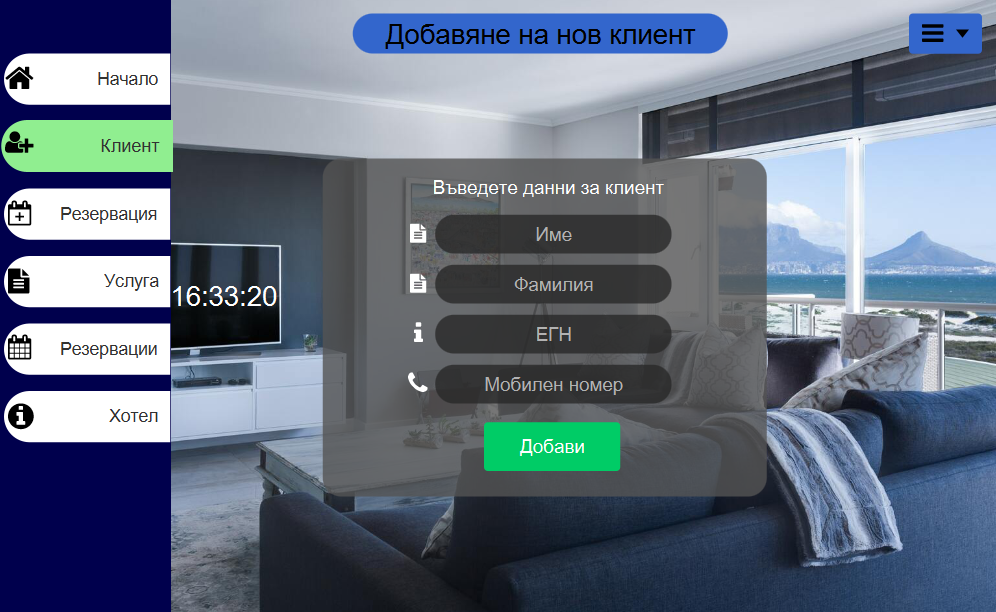 Добавяне на нов клиент
Начало
Клиент
Резервация
Услуга
Резервации
Хотел
16:33:20
Въведете данни за клиент
Име
Фамилия
ЕГН
Мобилен номер
Добави